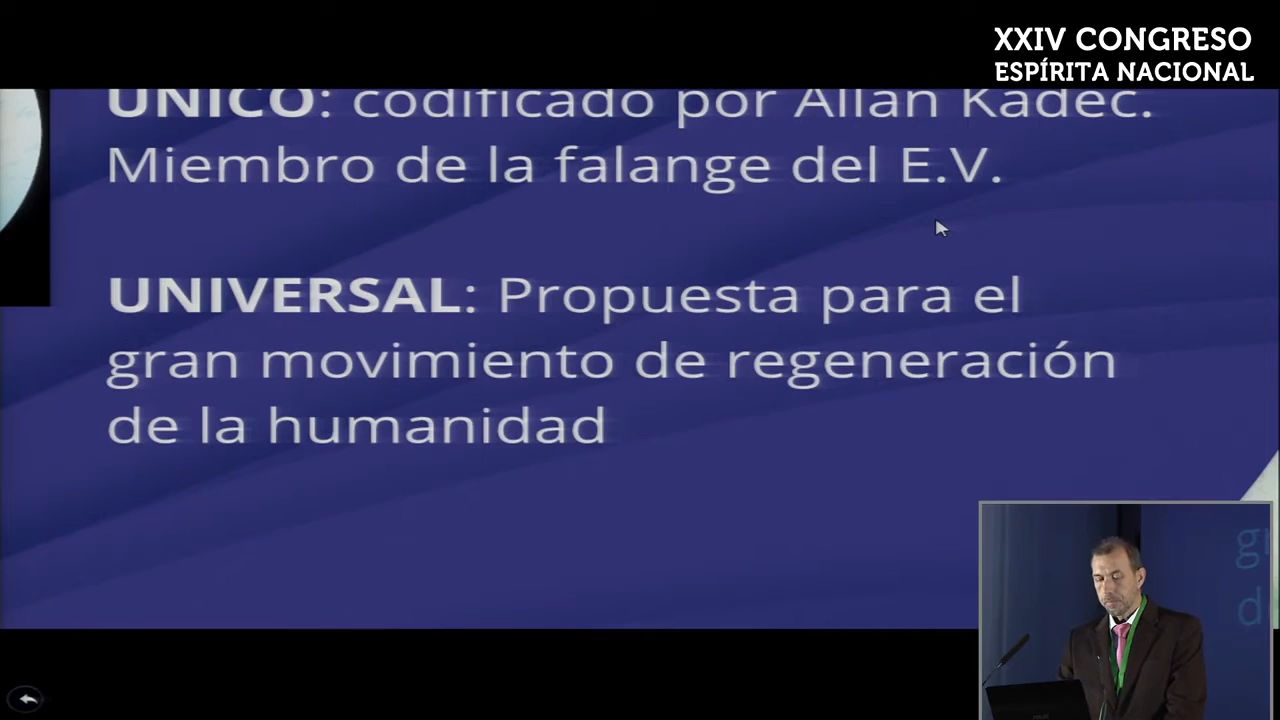 XXIV CONGRESO
ESPÍRITA NACIONAL
ÚNICO: codificado por Allan Kadec.
Miembro de la falange del E.V.
UNIVERSAL: Propuesta para el
gran movimiento de regeneración
de la humanidad